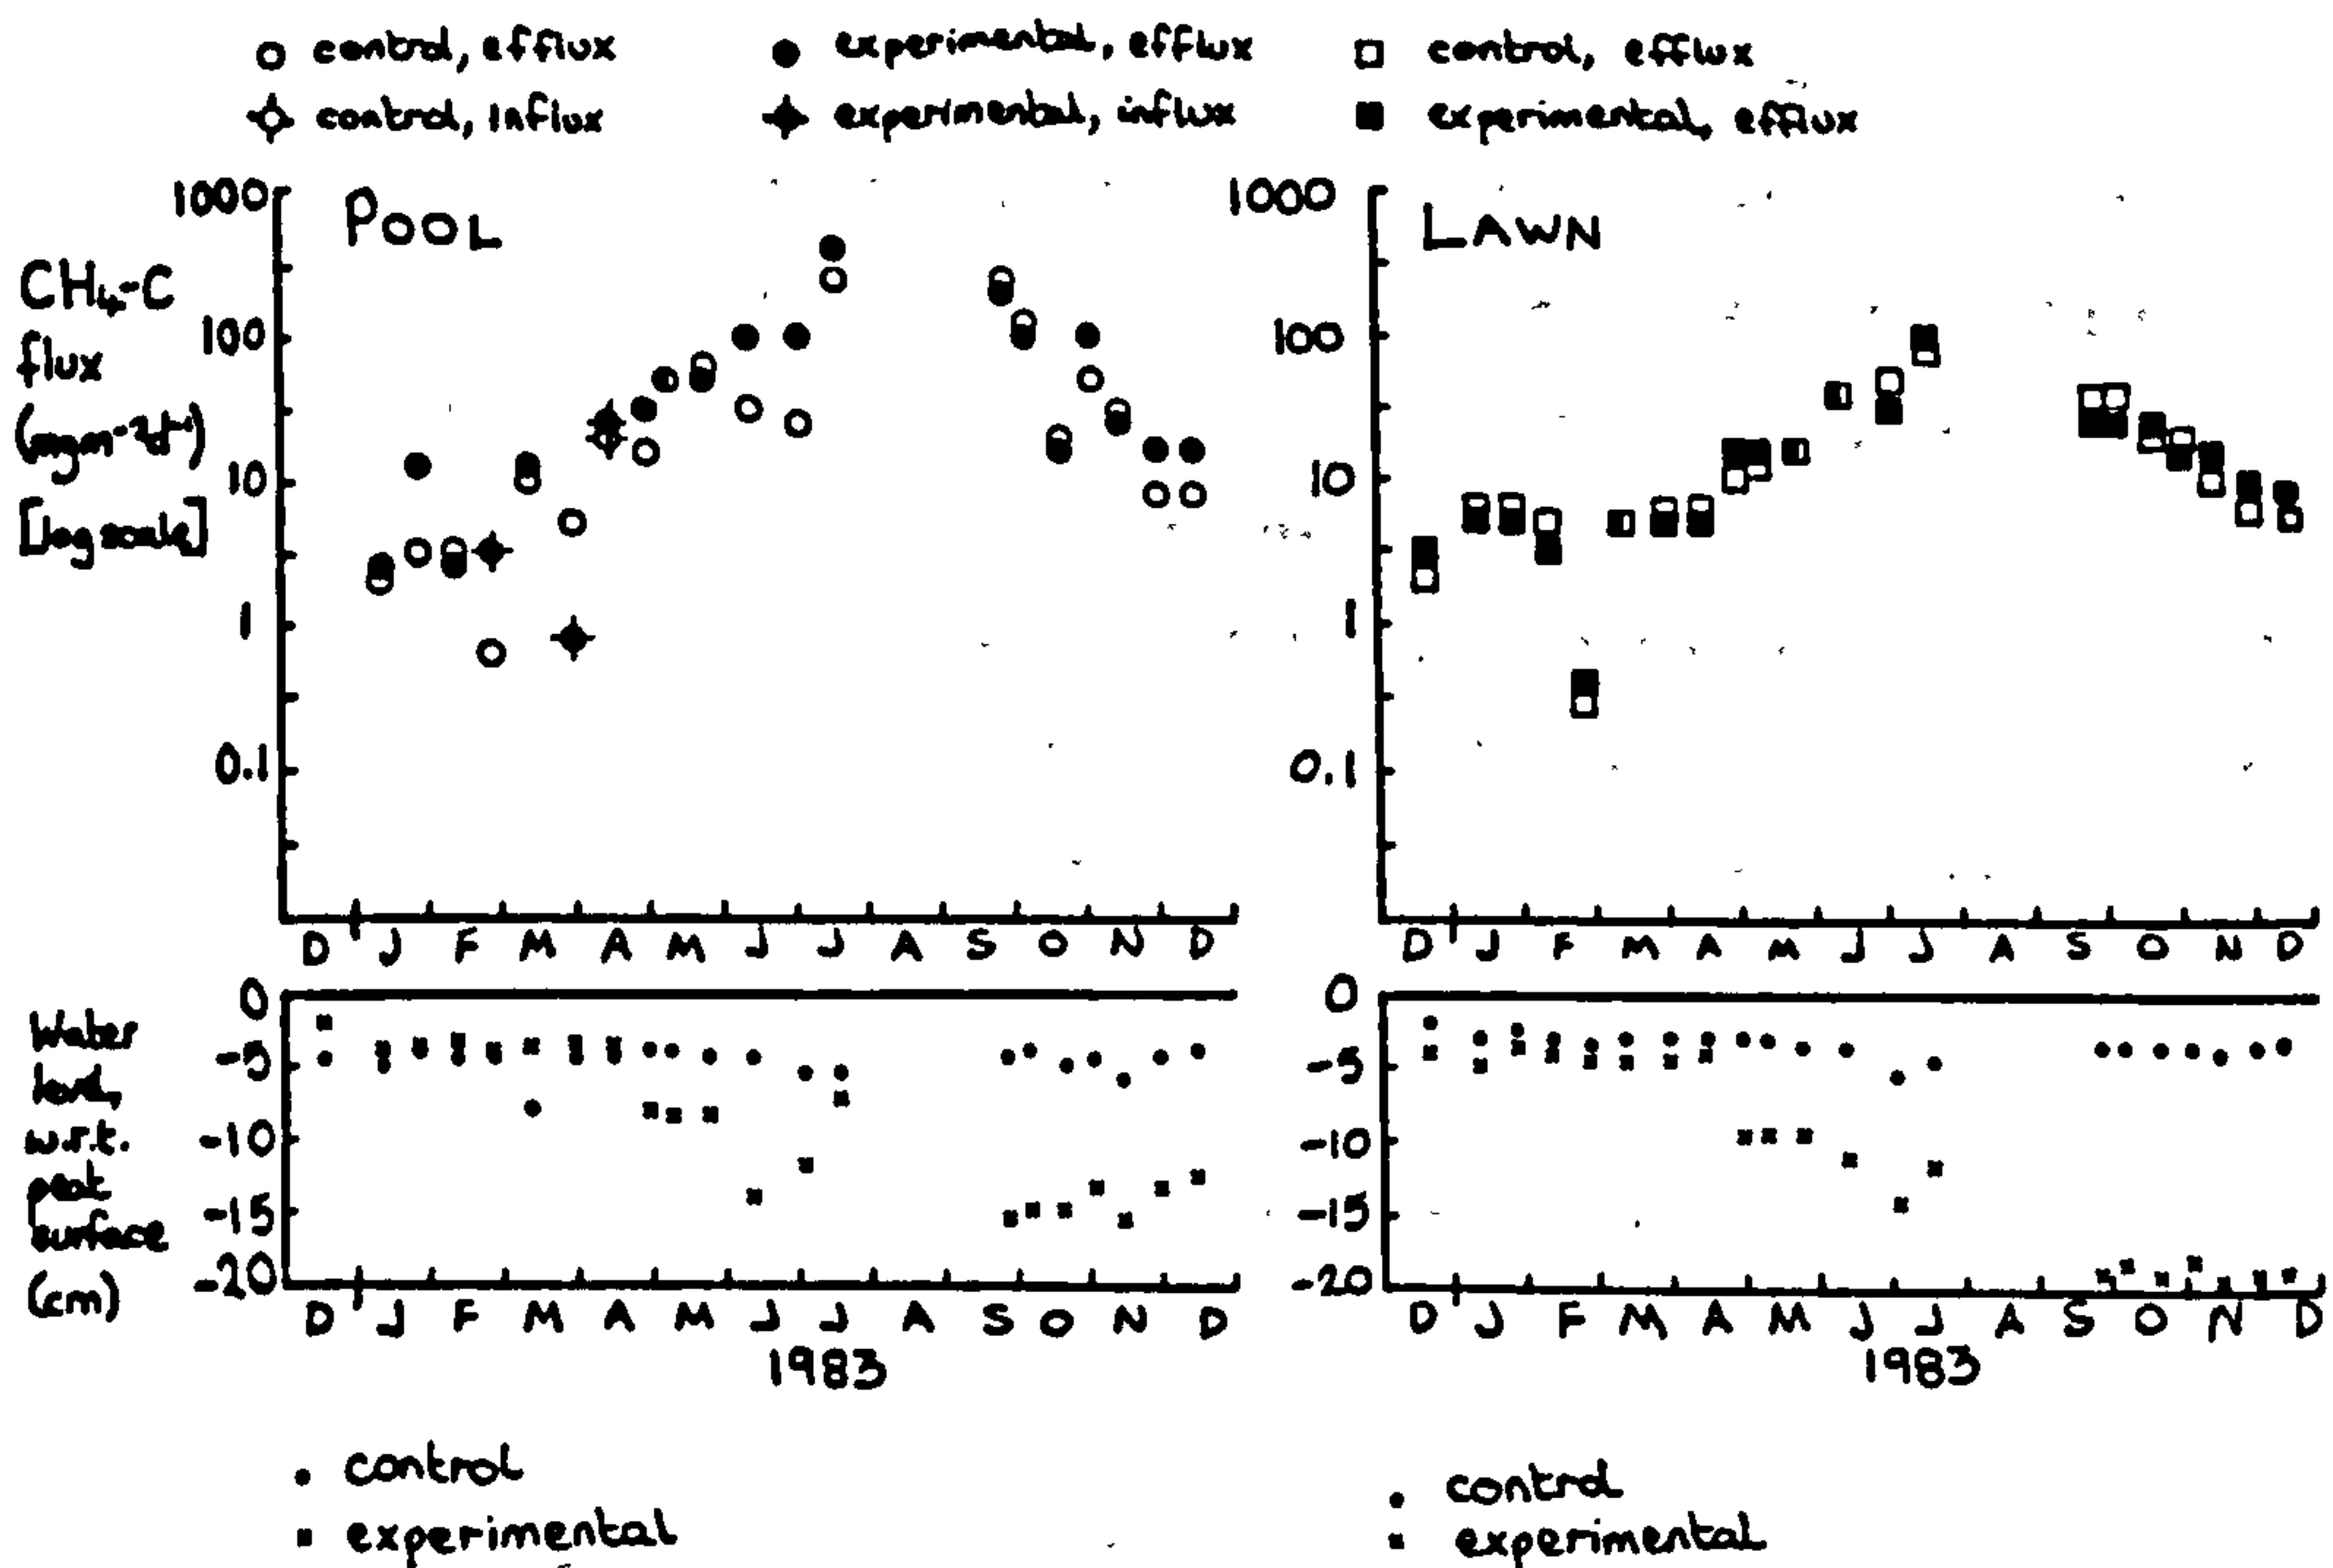 control, efflux
control, influx
experimental, efflux
experimental, influx
control, efflux
experimental, efflux
POOL
CH4-C
flux
[log scale]
1000
100
10
1
0.1
D J F M A M J J A S O N D
LAWN
1000
100
10
1
0.1
D J F M A M J J A S O N D
Water
level,
w.r.t.
peat
surface
(cm)
0
-5
-10
-15
-20
D J F M A M J J A S O N D
1983
0
-5
-10
-15
-20
D J F M A M J J A S O N D
1983
control
experimental
control
experimental